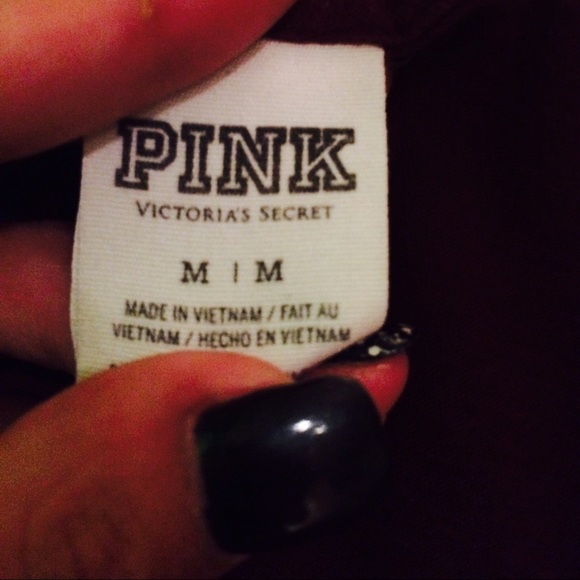 PINK
VICTORIA'S SECRET
M | M
MADE IN VIETNAM / FAIT AU
VIETNAM / HECHO EN VIETNAM